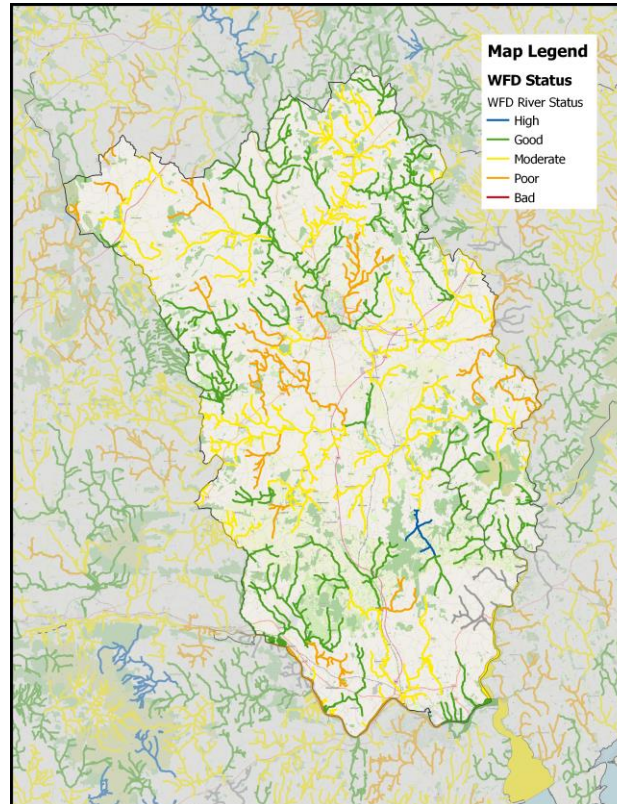 Map Legend
WFD Status
WFD River Status
High
Good
Moderate
Poor
Bad